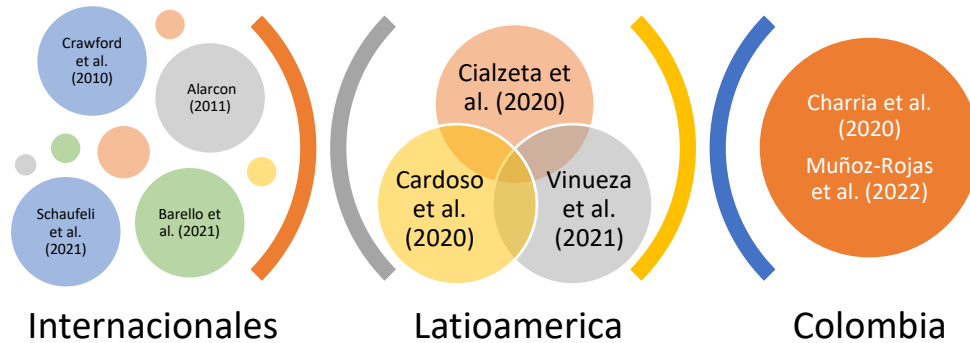 Crawford
et al.
(2010)
Alarcon
(2011)
Schaufeli
et al.
(2021)
Barello et
al. (2021)
Internacionales
Cialzeta et
al. (2020)
Cardoso
et al.
(2020)
Vinueza
et al.
(2021)
Latioamerica
Charria et al.
(2020)
Muñoz-Rojas
et al. (2022)
Colombia